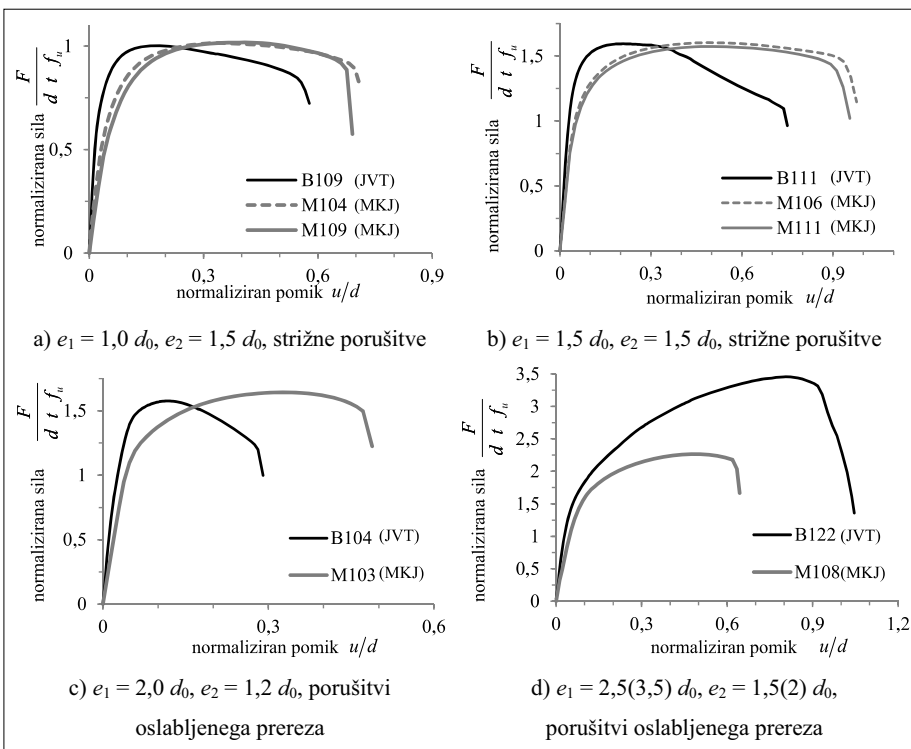 normalizirana sila F / d t f_u
1
0,5
0
0
0,3
0,6
0,9
B109 (JVT)
M104 (MKJ)
M109 (MKJ)
normaliziran pomik u/d
a) e₁ = 1,0 d₀, e₂ = 1,5 d₀, strižne porušitve
normalizirana sila F / d t f_u
1,5
1
0,5
0
0
0,3
0,6
0,9
B111 (JVT)
M106 (MKJ)
M111 (MKJ)
normaliziran pomik u/d
b) e₁ = 1,5 d₀, e₂ = 1,5 d₀, strižne porušitve
normalizirana sila F / d t f_u
1,5
1
0,5
0
0
0,3
0,6
B104 (JVT)
M103 (MKJ)
normaliziran pomik u/d
c) e₁ = 2,0 d₀, e₂ = 1,2 d₀, porušitvi
oslabljenega prereza
normalizirana sila F / d t f_u
3,5
3
2,5
2
1,5
1
0,5
0
0
0,3
0,6
0,9
1,2
B122 (JVT)
M108(MKJ)
normaliziran pomik u/d
d) e₁ = 2,5(3,5) d₀, e₂ = 1,5(2) d₀,
porušitvi oslabljenega prereza